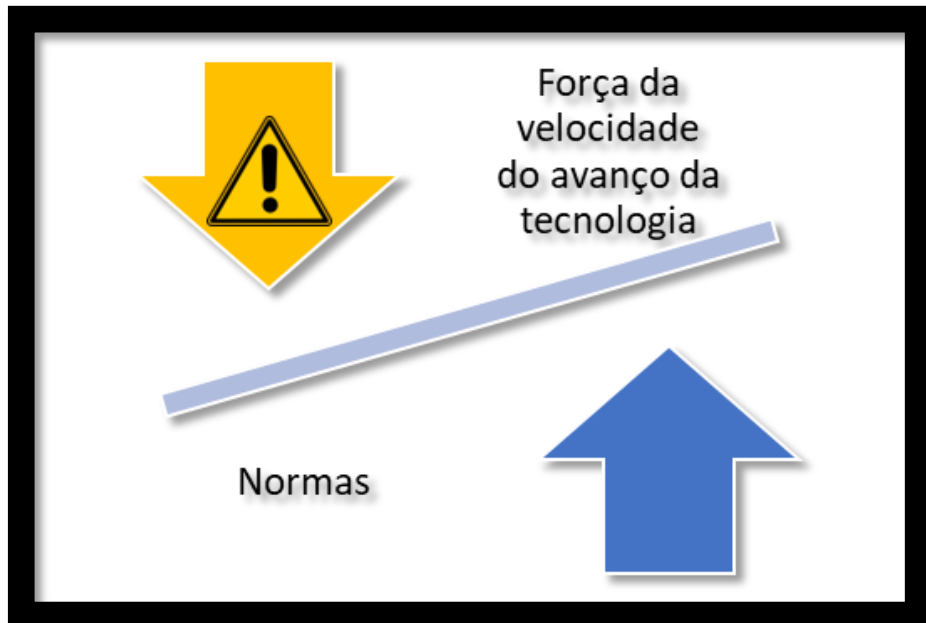 Força da
velocidade
do avanço da
tecnologia
Normas